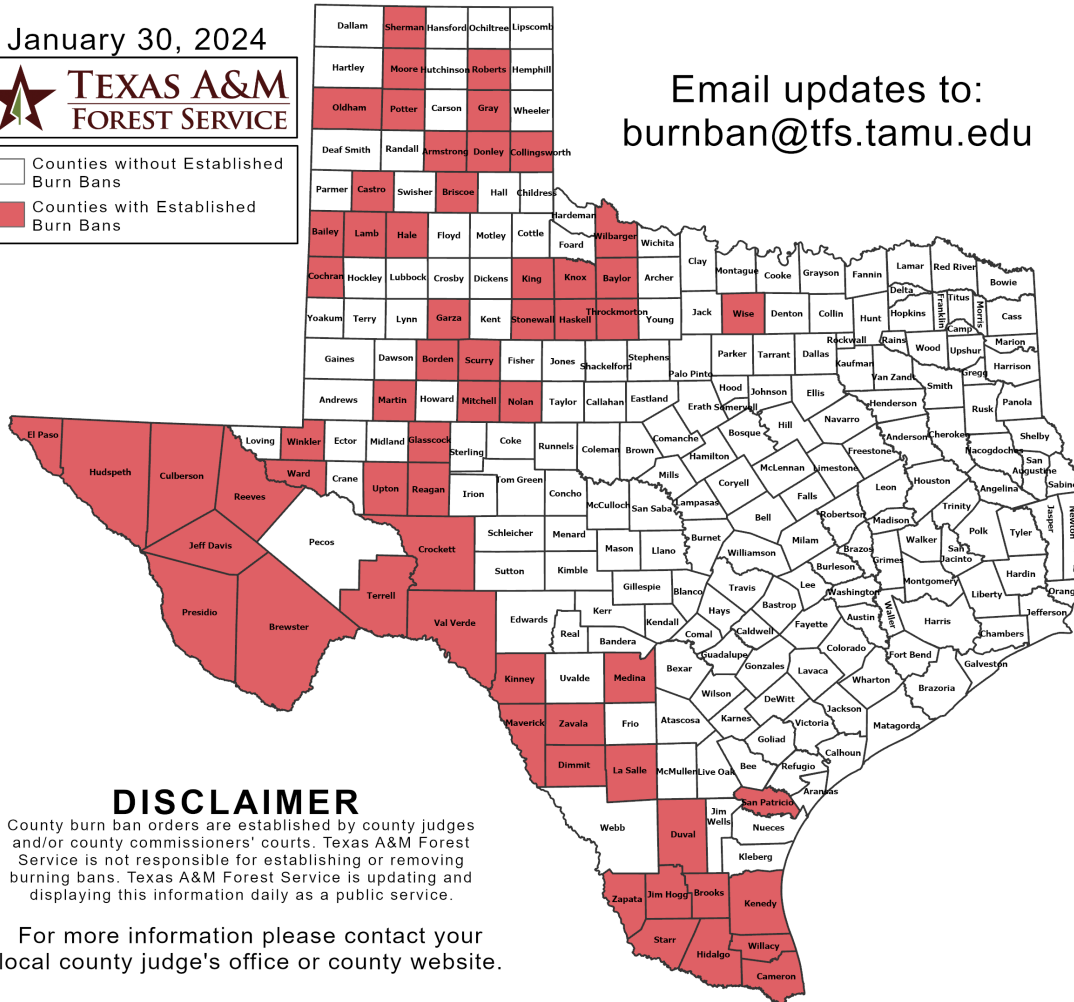 January 30, 2024
TEXAS A&M
FOREST SERVICE
Counties without Established
Burn Bans
Counties with Established
Burn Bans
Email updates to:
burnban@tfs.tamu.edu
Dallam Sherman Hansford Ochiltree Lipscomb
Hartley Moore Hutchinson Roberts Hemphill
Oldham Potter Carson Gray Wheeler
Deaf Smith Randall Armstrong Donley Collingsworth
Parmer Castro Swisher Briscoe Hall Childress
Hardeman
Bailey Lamb Hale Floyd Motley Cottle Foard Wilbarger Wichita
Clay Montague Cooke Grayson Fannin Lamar Red River Bowie
Cochran Hockley Lubbock Crosby Dickens King Knox Baylor Archer
Delta Franklin Titus Morris Cass
Yoakum Terry Lynn Garza Kent Stonewall Haskell Throckmorton Young Jack Wise Denton Collin Hunt Hopkins
Camp Marion
Rockwall Rains Wood Upshur
Gaines Dawson Borden Scurry Fisher Jones Shackelford Stephens Palo Pinto Parker Tarrant Dallas Kaufman Van Zandt Gregg Harrison
Andrews Martin Howard Mitchell Nolan Taylor Callahan Eastland Erath Hood Somervell Johnson Ellis Henderson Smith Rusk Panola
El Paso Loving Winkler Ector Midland Glasscock Sterling Coke Runnels Coleman Brown Comanche Hamilton Bosque Hill Navarro Freestone Anderson Cherokee Nacogdoches Shelby
San
Augustine
Sabine
Hudspeth Culberson Reeves Ward Crane Upton Reagan Irion Tom Green Concho McCulloch San Saba Mills Lampasas Coryell McLennan Limestone Falls Leon Houston Angelina
Trinity Polk Tyler Jasper Newton
Jeff Davis Pecos Crockett Schleicher Menard Mason Llano Burnet Bell Milam Robertson Madison Walker
San
Jacinto
Brazos Grimes Hardin
Presidio Brewster Terrell Sutton Kimble Gillespie Blanco Williamson Travis Lee Burleson Washington Montgomery Liberty Orang
Val Verde Edwards Real Kerr Bandera Kendall Comal Hays Caldwell Bastrop Fayette Austin Waller Harris Jefferson
Chambers
Kinney Uvalde Medina Bexar Guadalupe Gonzales Lavaca Colorado Fort Bend Galveston
Wilson DeWitt Wharton Brazoria
Maverick Zavala Frio Atascosa Karnes Victoria Jackson Matagorda
Goliad Calhoun
Dimmit La Salle McMullen Live Oak Bee Refugio Aransas
San Patricio
Webb Duval
Jim
Wells
Nueces
Kleberg
Zapata Jim Hogg Brooks Kenedy
Starr Hidalgo Willacy
Cameron
DISCLAIMER
County burn ban orders are established by county judges
and/or county commissioners' courts. Texas A&M Forest
Service is not responsible for establishing or removing
burning bans. Texas A&M Forest Service is updating and
displaying this information daily as a public service.
For more information please contact your
local county judge's office or county website.